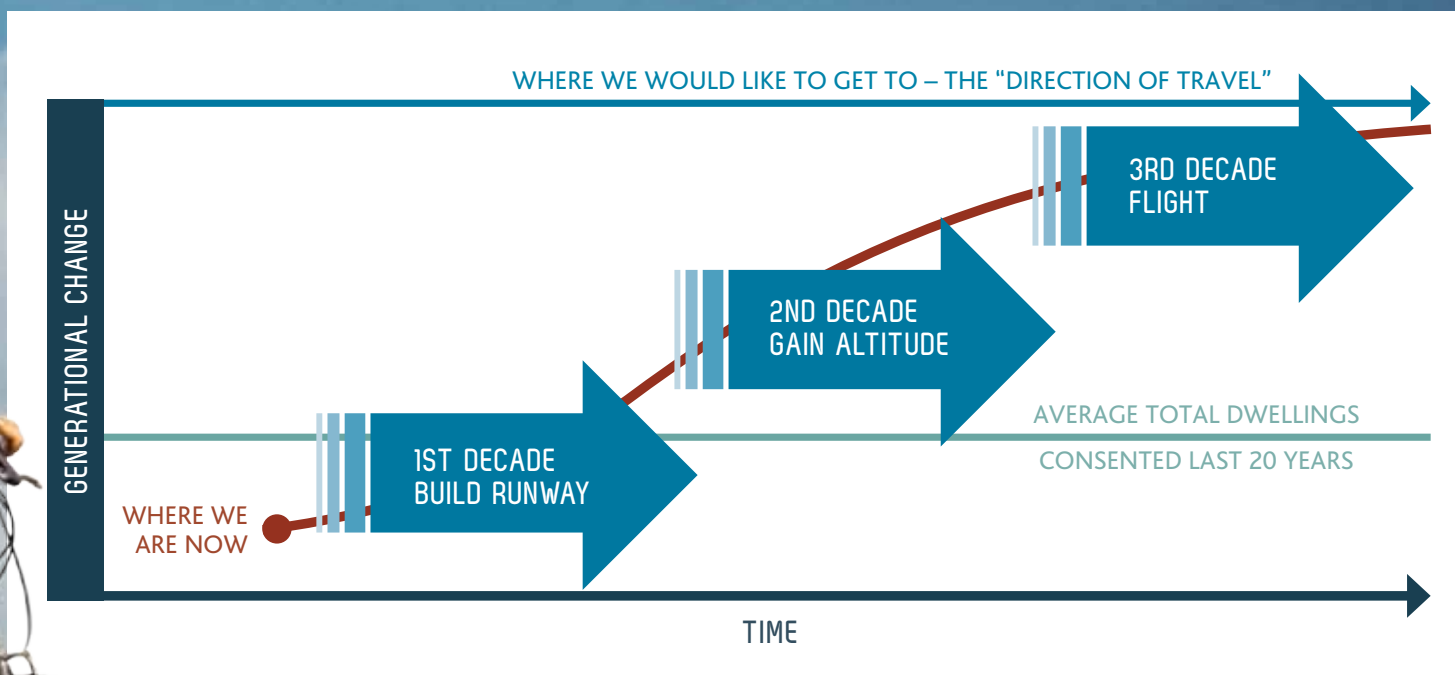 WHERE WE WOULD LIKE TO GET TO – THE “DIRECTION OF TRAVEL”
3RD DECADE
FLIGHT
GENERATIONAL CHANGE
2ND DECADE
GAIN ALTITUDE
AVERAGE TOTAL DWELLINGS
CONSENTED LAST 20 YEARS
1ST DECADE
BUILD RUNWAY
WHERE WE
ARE NOW
TIME